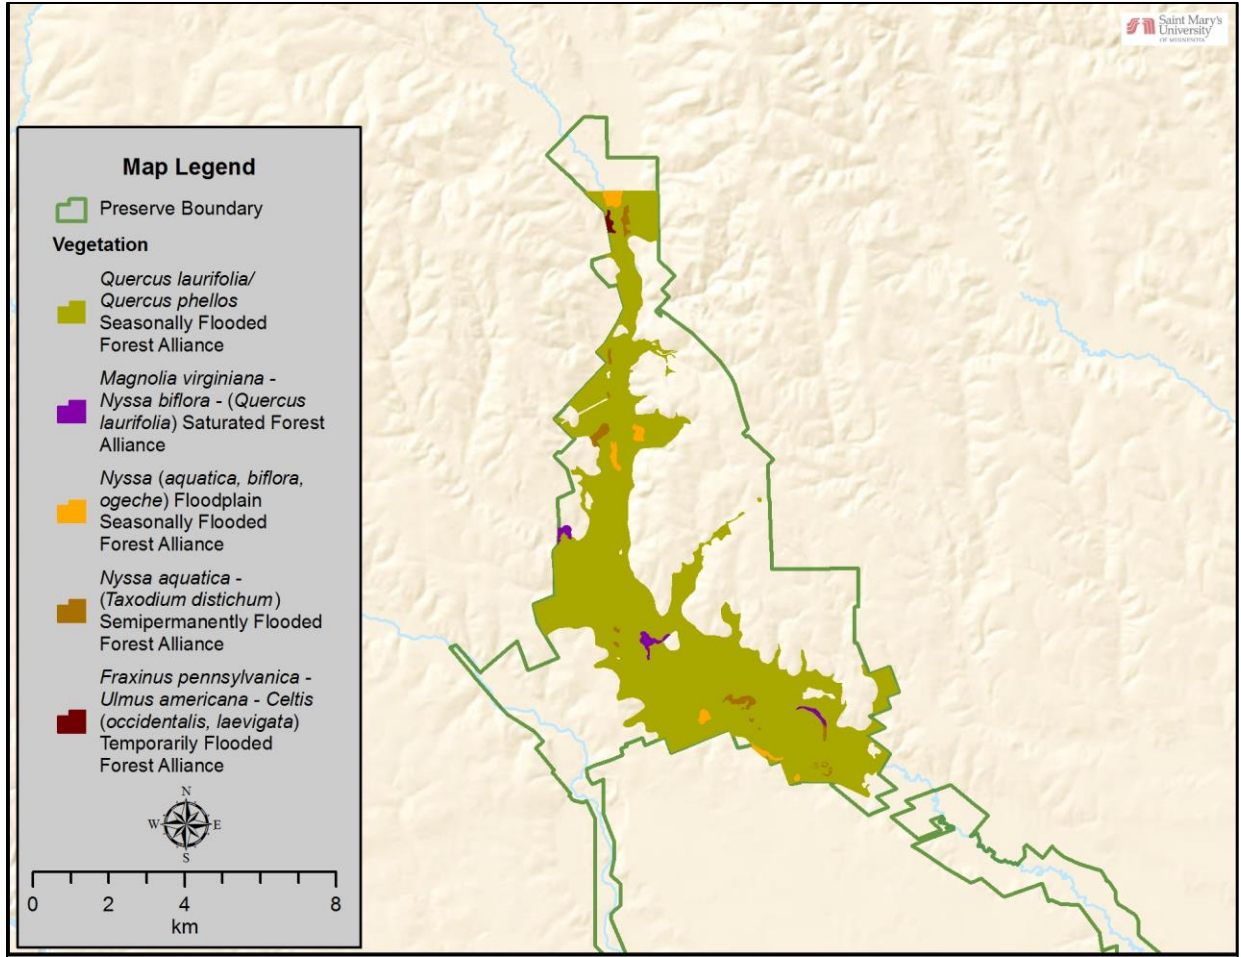 Saint Mary's
University
OF MINNESOTA
Map Legend
Preserve Boundary
Vegetation
Quercus laurifolia/
Quercus phellos
Seasonally Flooded
Forest Alliance
Magnolia virginiana -
Nyssa biflora - (Quercus
laurifolia) Saturated Forest
Alliance
Nyssa (aquatica, biflora,
ogeche) Floodplain
Seasonally Flooded
Forest Alliance
Nyssa aquatica -
(Taxodium distichum)
Semipermanently Flooded
Forest Alliance
Fraxinus pennsylvanica -
Ulmus americana - Celtis
(occidentalis, laevigata)
Temporarily Flooded
Forest Alliance
N
W E
S
0 2 4 8
km